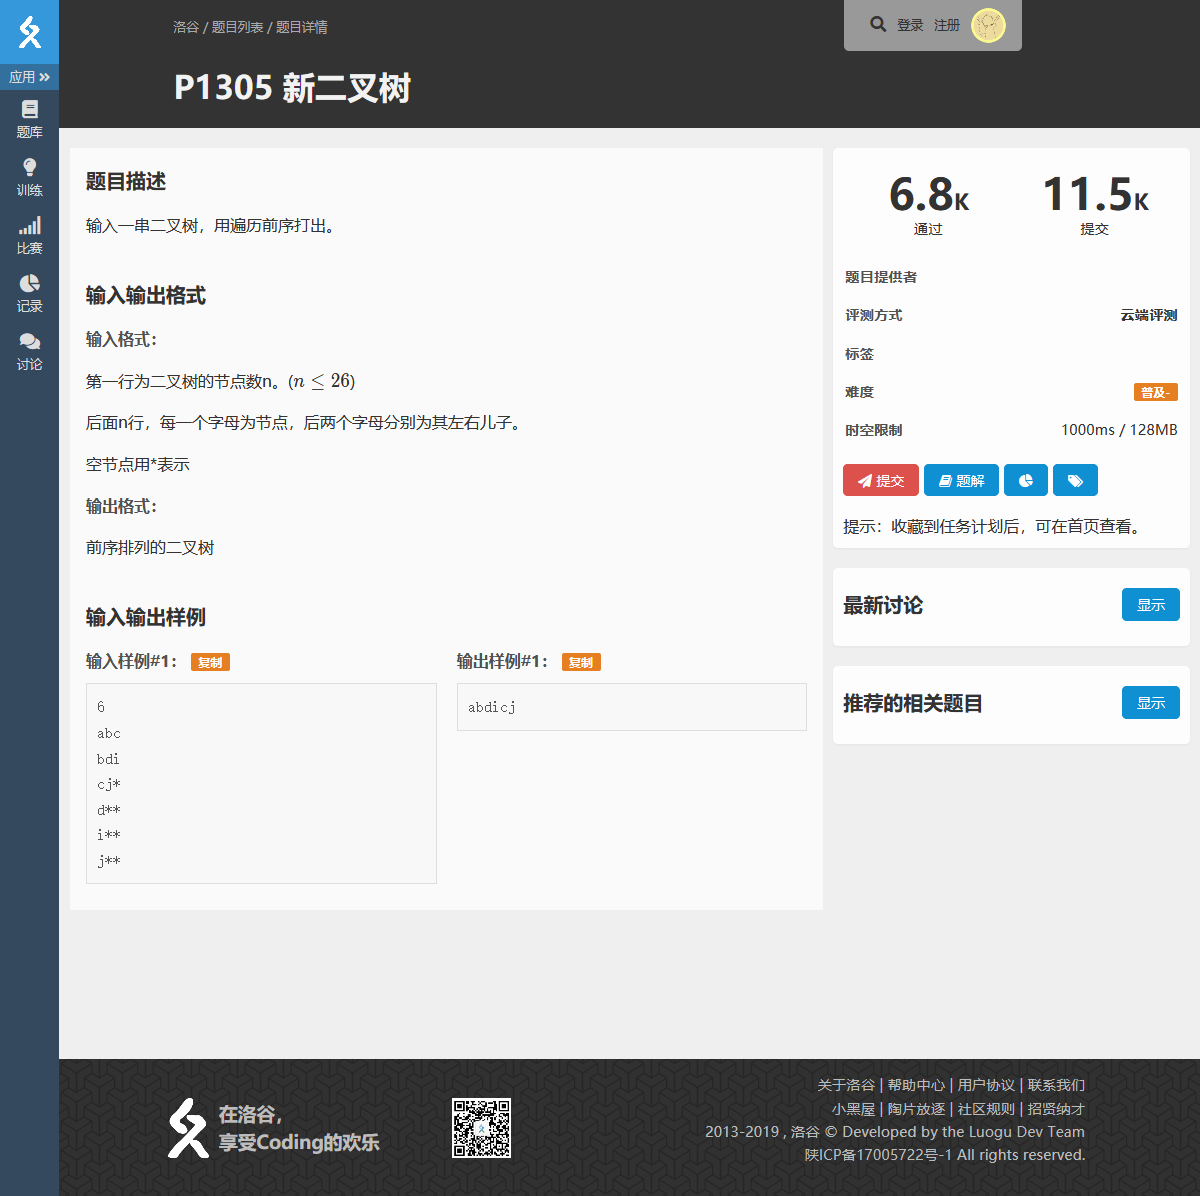 洛谷 / 题目列表 / 题目详情
登录 注册
应用
P1305 新二叉树
题库
训练
比赛
记录
讨论
题目描述
输入一串二叉树，用遍历前序打出。
输入输出格式
输入格式：
第一行为二叉树的节点数n。(n ≤ 26)
后面n行，每一个字母为节点，后两个字母分别为其左右儿子。
空节点用*表示
输出格式：
前序排列的二叉树
输入输出样例
输入样例#1： 复制
6
abc
bdi
cj*
d**
i**
j**
输出样例#1： 复制
abdicj
6.8K
通过
11.5K
提交
题目提供者
评测方式 云端评测
标签
难度 普及-
时空限制 1000ms / 128MB
提交 题解
提示：收藏到任务计划后，可在首页查看。
最新讨论 显示
推荐的相关题目 显示
在洛谷，
享受Coding的欢乐
关于洛谷 | 帮助中心 | 用户协议 | 联系我们
小黑屋 | 陶片放逐 | 社区规则 | 招贤纳才
2013-2019 , 洛谷 © Developed by the Luogu Dev Team
陕ICP备17005722号-1 All rights reserved.